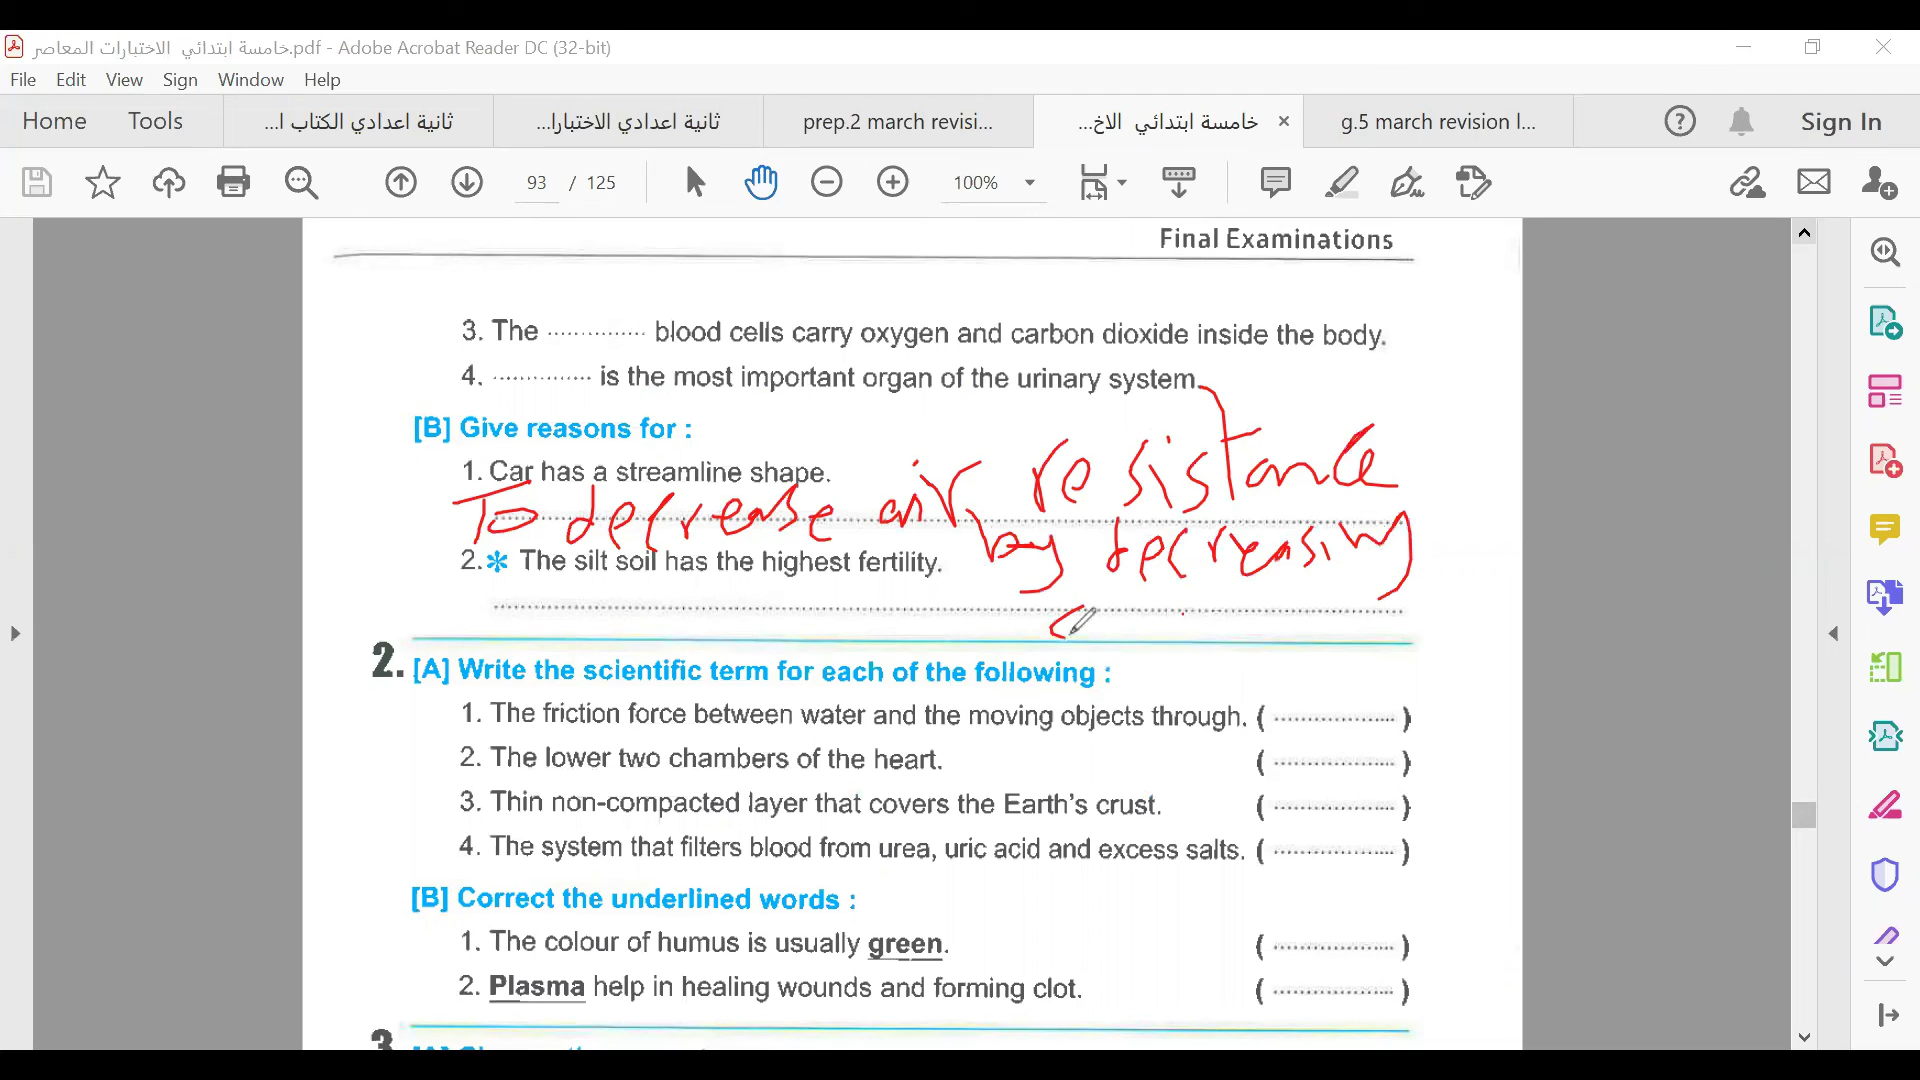 خامسة ابتدائي الاختبارات المعاصر.pdf - Adobe Acrobat Reader DC (32-bit)
File Edit View Sign Window Help
Home Tools ثانية اعدادي الكتاب ا... ثانية اعدادي الاختبارا... prep.2 march revisi... خامسة ابتدائي الاخ... × g.5 march revision l... Sign In
93 / 125 100%
Final Examinations
3. The .............. blood cells carry oxygen and carbon dioxide inside the body.
4. .............. is the most important organ of the urinary system.
[B] Give reasons for :
1. Car has a streamline shape.
To decrease air resistance
by decreasing
2.* The silt soil has the highest fertility.
2. [A] Write the scientific term for each of the following :
1. The friction force between water and the moving objects through. (..................)
2. The lower two chambers of the heart. (..................)
3. Thin non-compacted layer that covers the Earth's crust. (..................)
4. The system that filters blood from urea, uric acid and excess salts. (..................)
[B] Correct the underlined words :
1. The colour of humus is usually green. (..................)
2. Plasma help in healing wounds and forming clot. (..................)
3